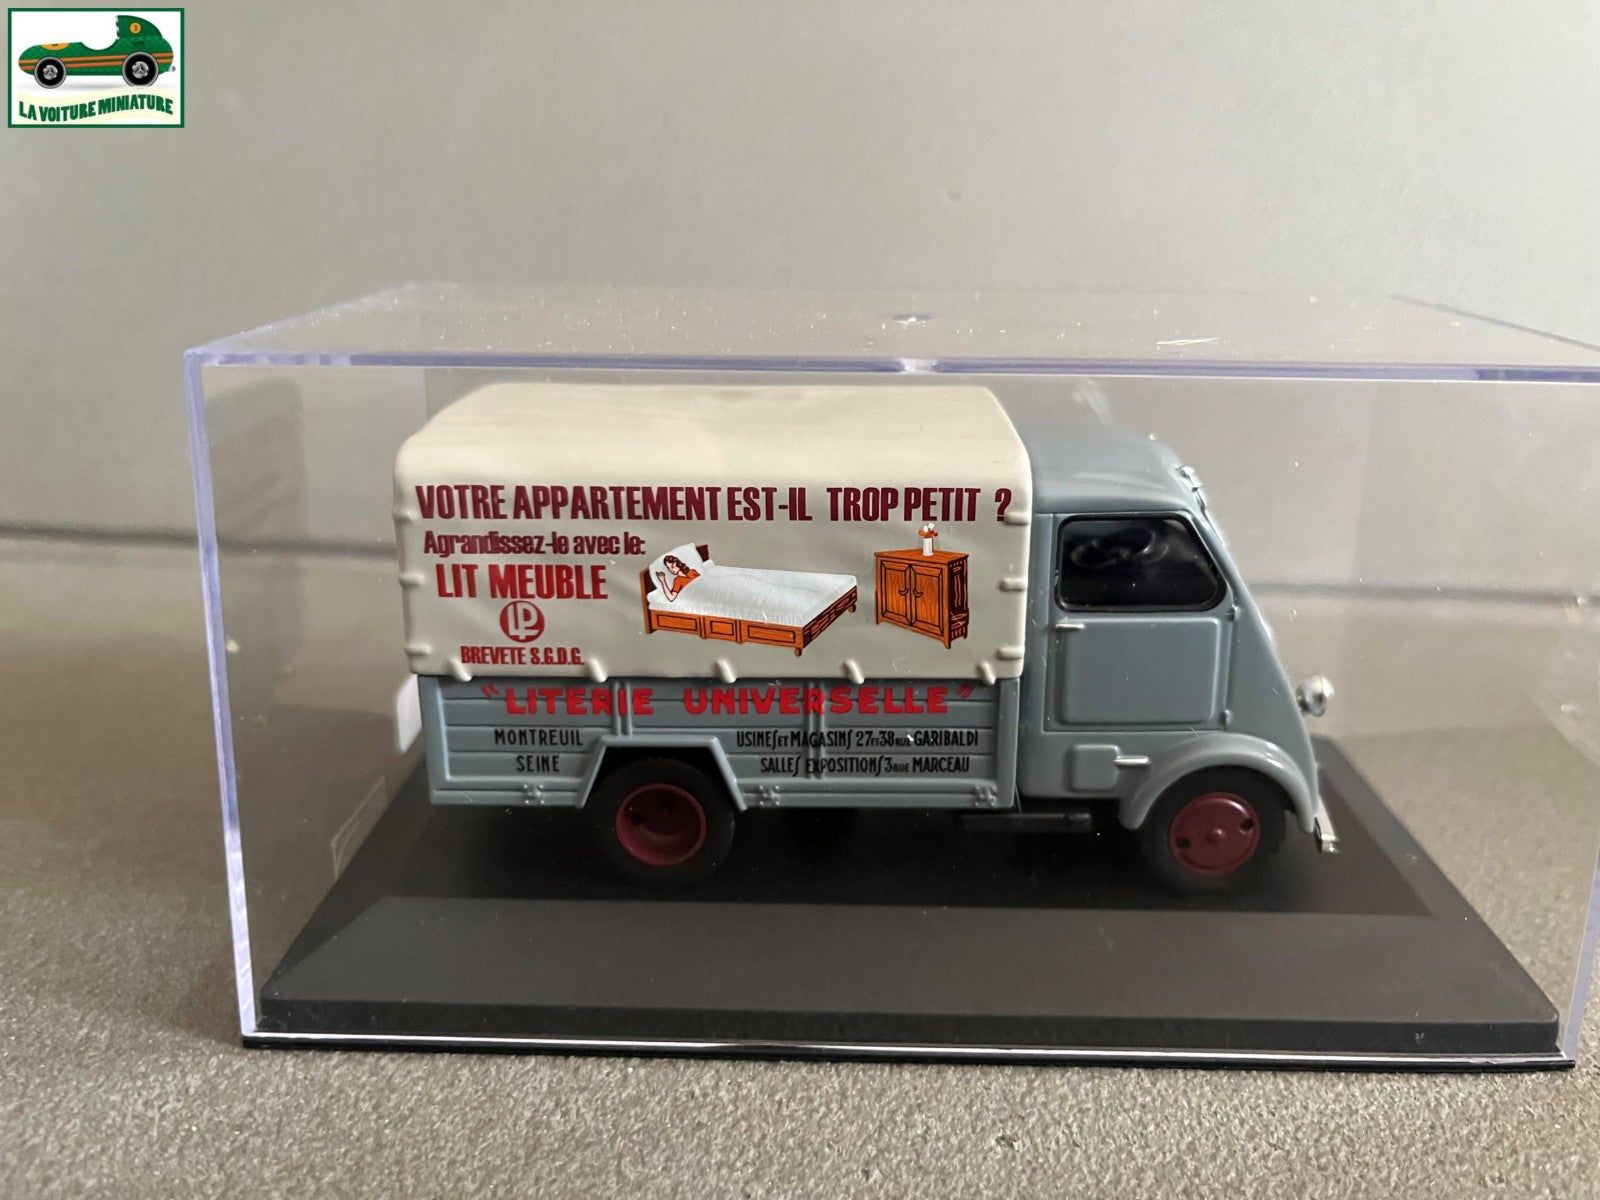 LA VOITURE MINIATURE
VOTRE APPARTEMENT EST-IL TROP PETIT ?
Agrandissez-le avec le:
LIT MEUBLE
LP
BREVETE S.G.D.G.
"LITERIE UNIVERSELLE"
MONTREUIL
SEINE
USINES ET MAGASINS 27 ET 38 RUE GARIBALDI
SALLES EXPOSITIONS 3 RUE MARCEAU